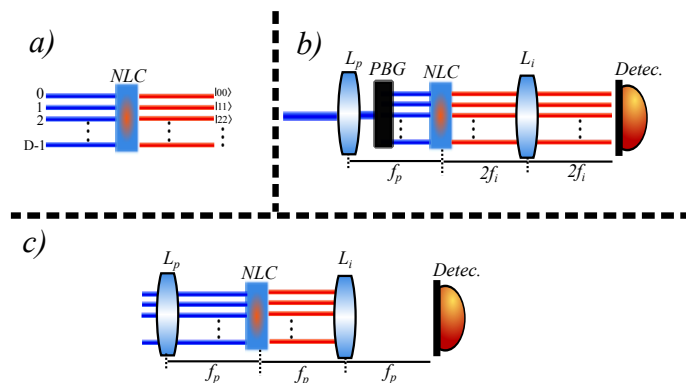 a)
NLC
0
1
2
D-1
|00⟩
|11⟩
|22⟩
b)
L_p PBG NLC L_i Detec.
f_p 2f_i 2f_i
c)
L_p NLC L_i Detec.
f_p f_p f_p